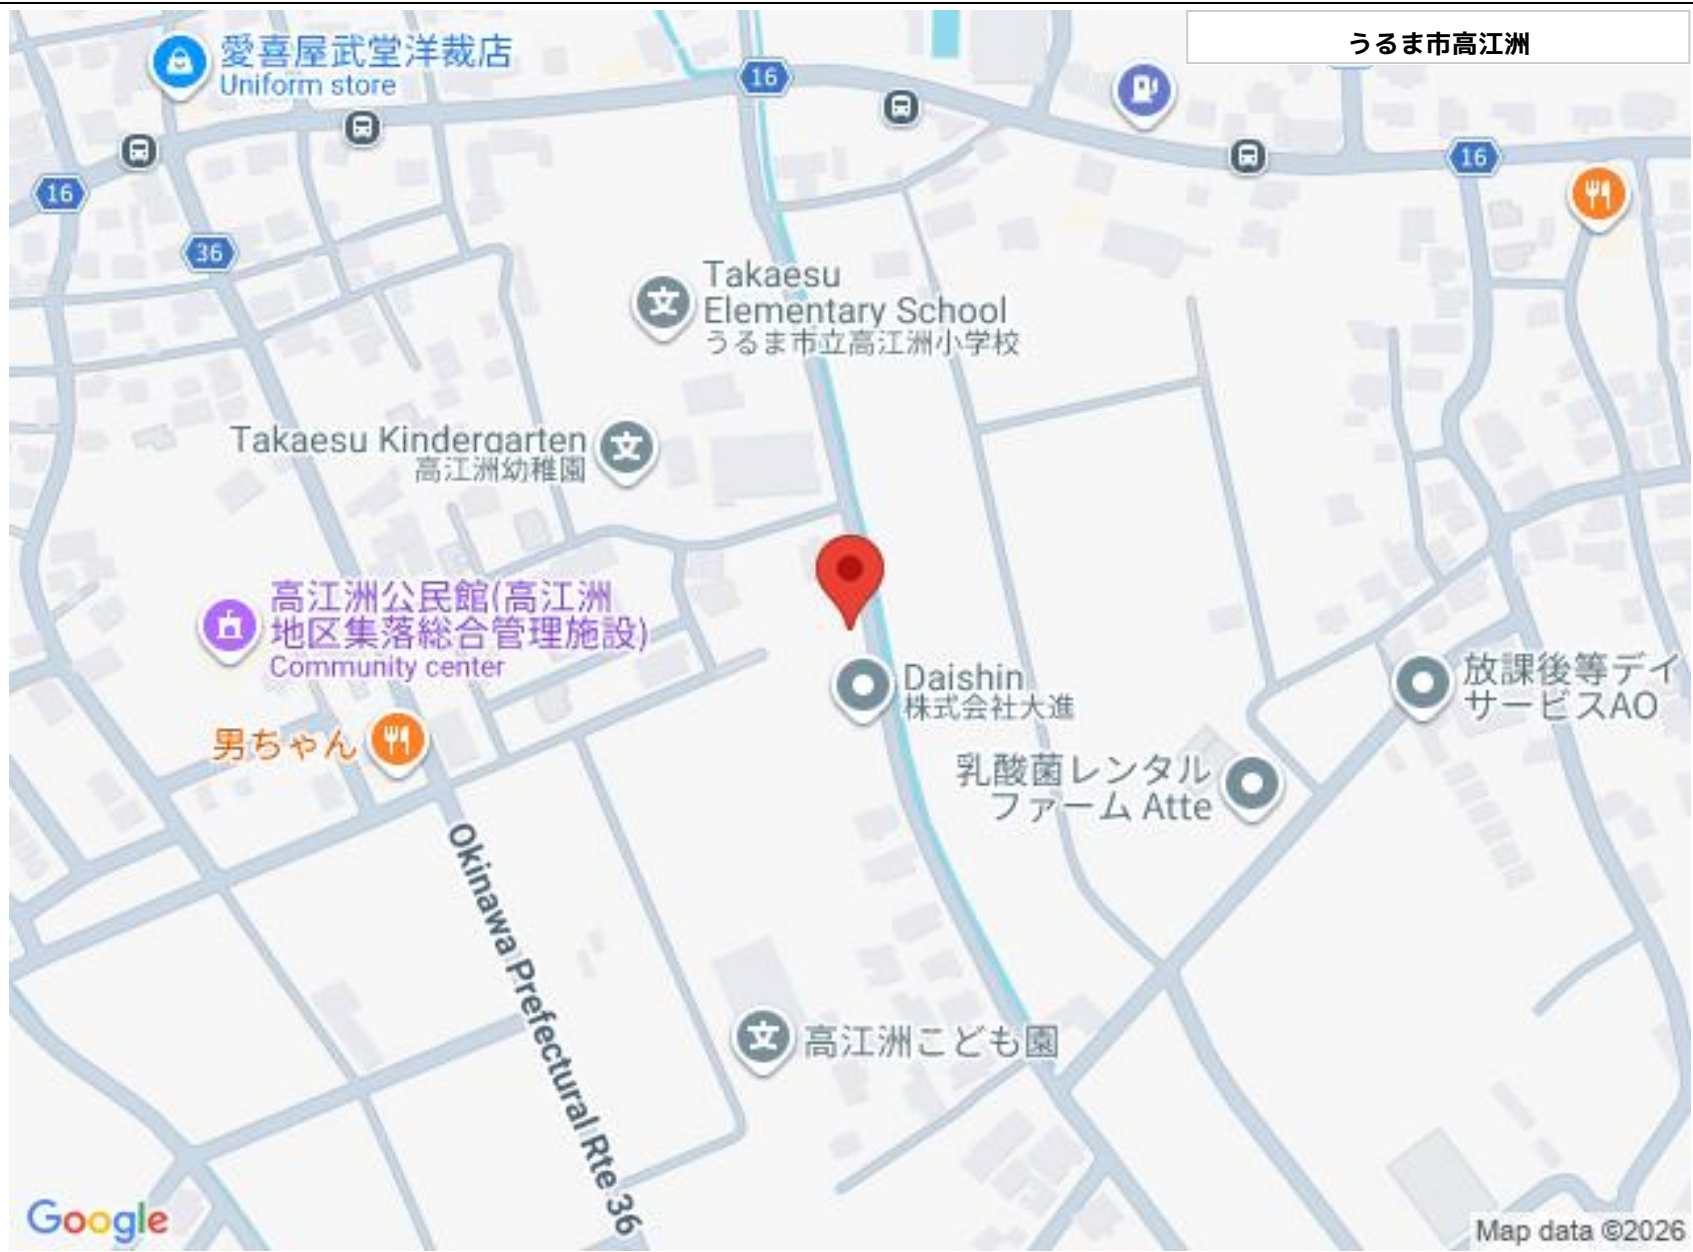 うるま市高江洲
愛喜屋武堂洋裁店
Uniform store
16
16
16
36
Takaesu
Elementary School
うるま市立高江洲小学校
Takaesu Kindergarten
高江洲幼稚園
高江洲公民館(高江洲
地区集落総合管理施設)
Community center
Daishin
株式会社大進
放課後等デイ
サービスAO
男ちゃん
乳酸菌レンタル
ファーム Atte
Okinawa Prefectural Rte 36
高江洲こども園
Google
Map data ©2026